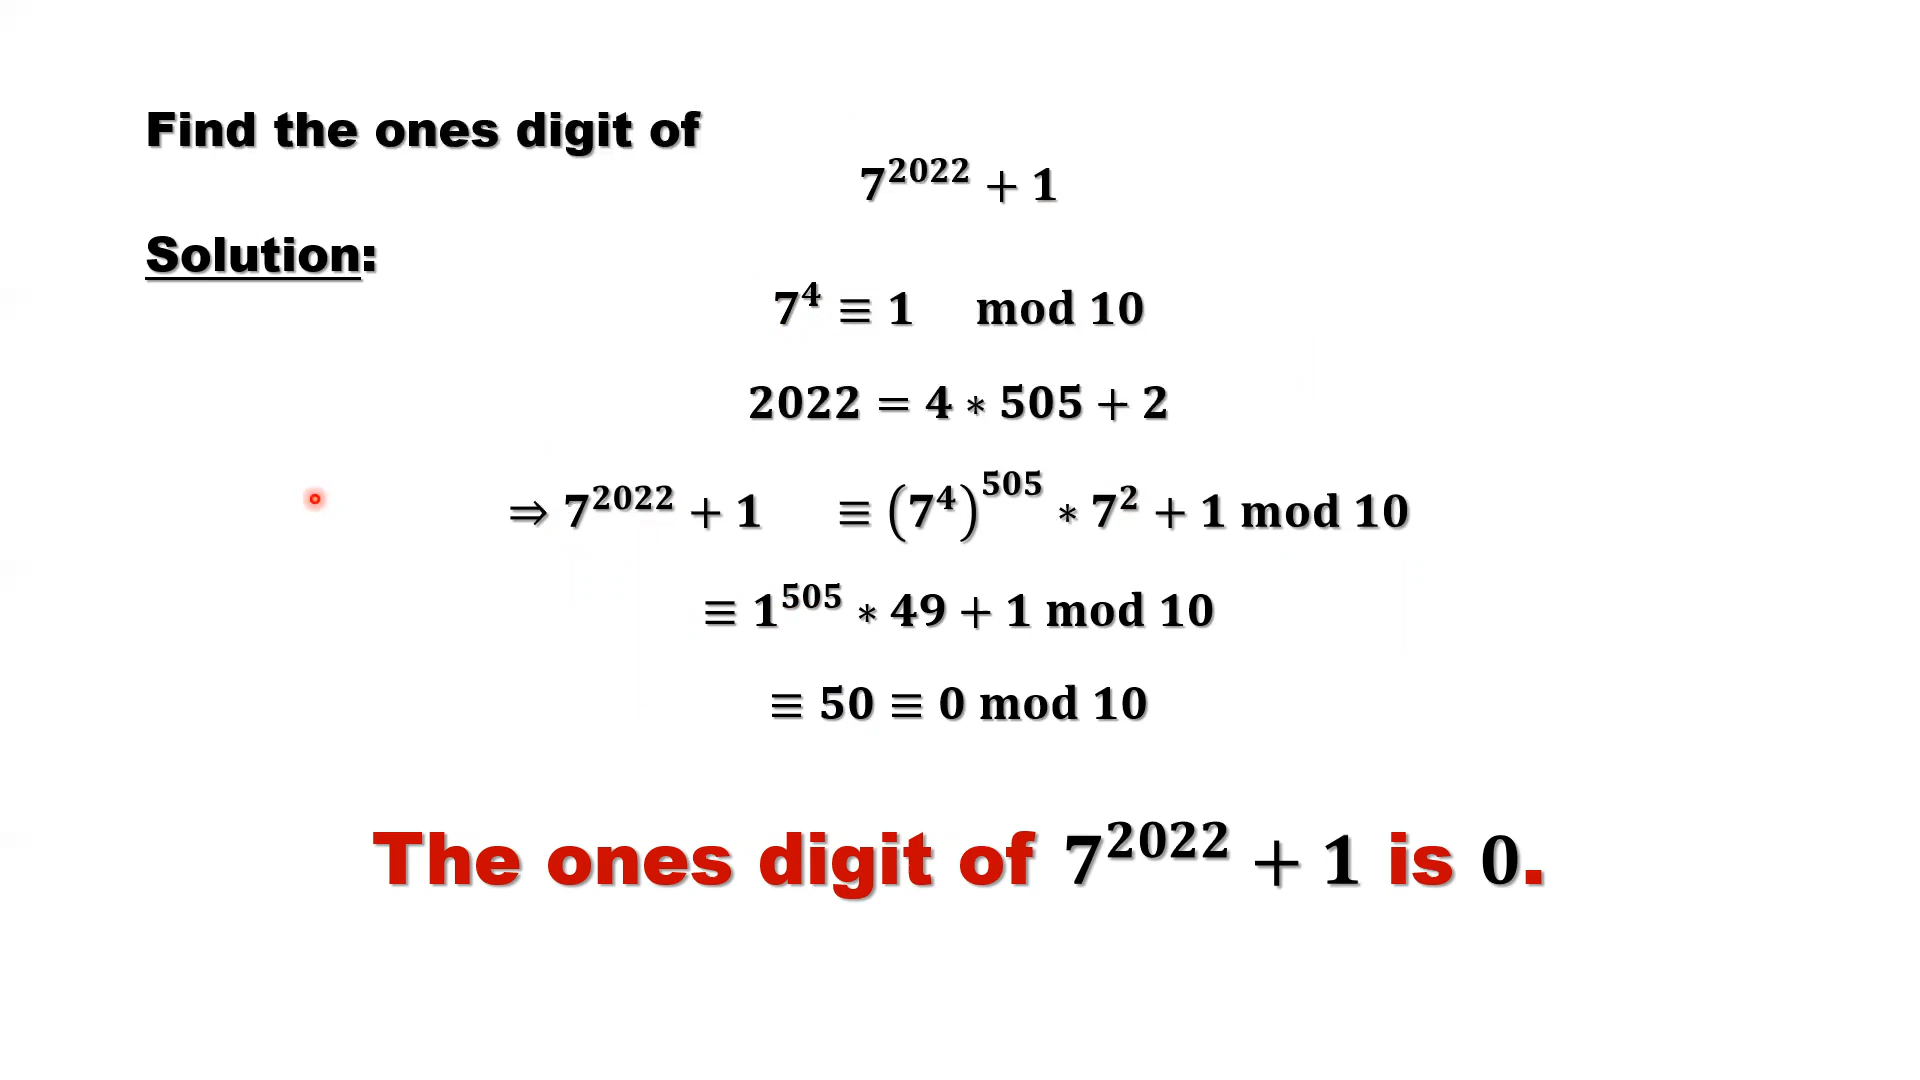 Find the ones digit of
7^2022 + 1
Solution:
7^4 ≡ 1 mod 10
2022 = 4 ∗ 505 + 2
⇒ 7^2022 + 1 ≡ (7^4)^505 ∗ 7^2 + 1 mod 10
≡ 1^505 ∗ 49 + 1 mod 10
≡ 50 ≡ 0 mod 10
The ones digit of 7^2022 + 1 is 0.